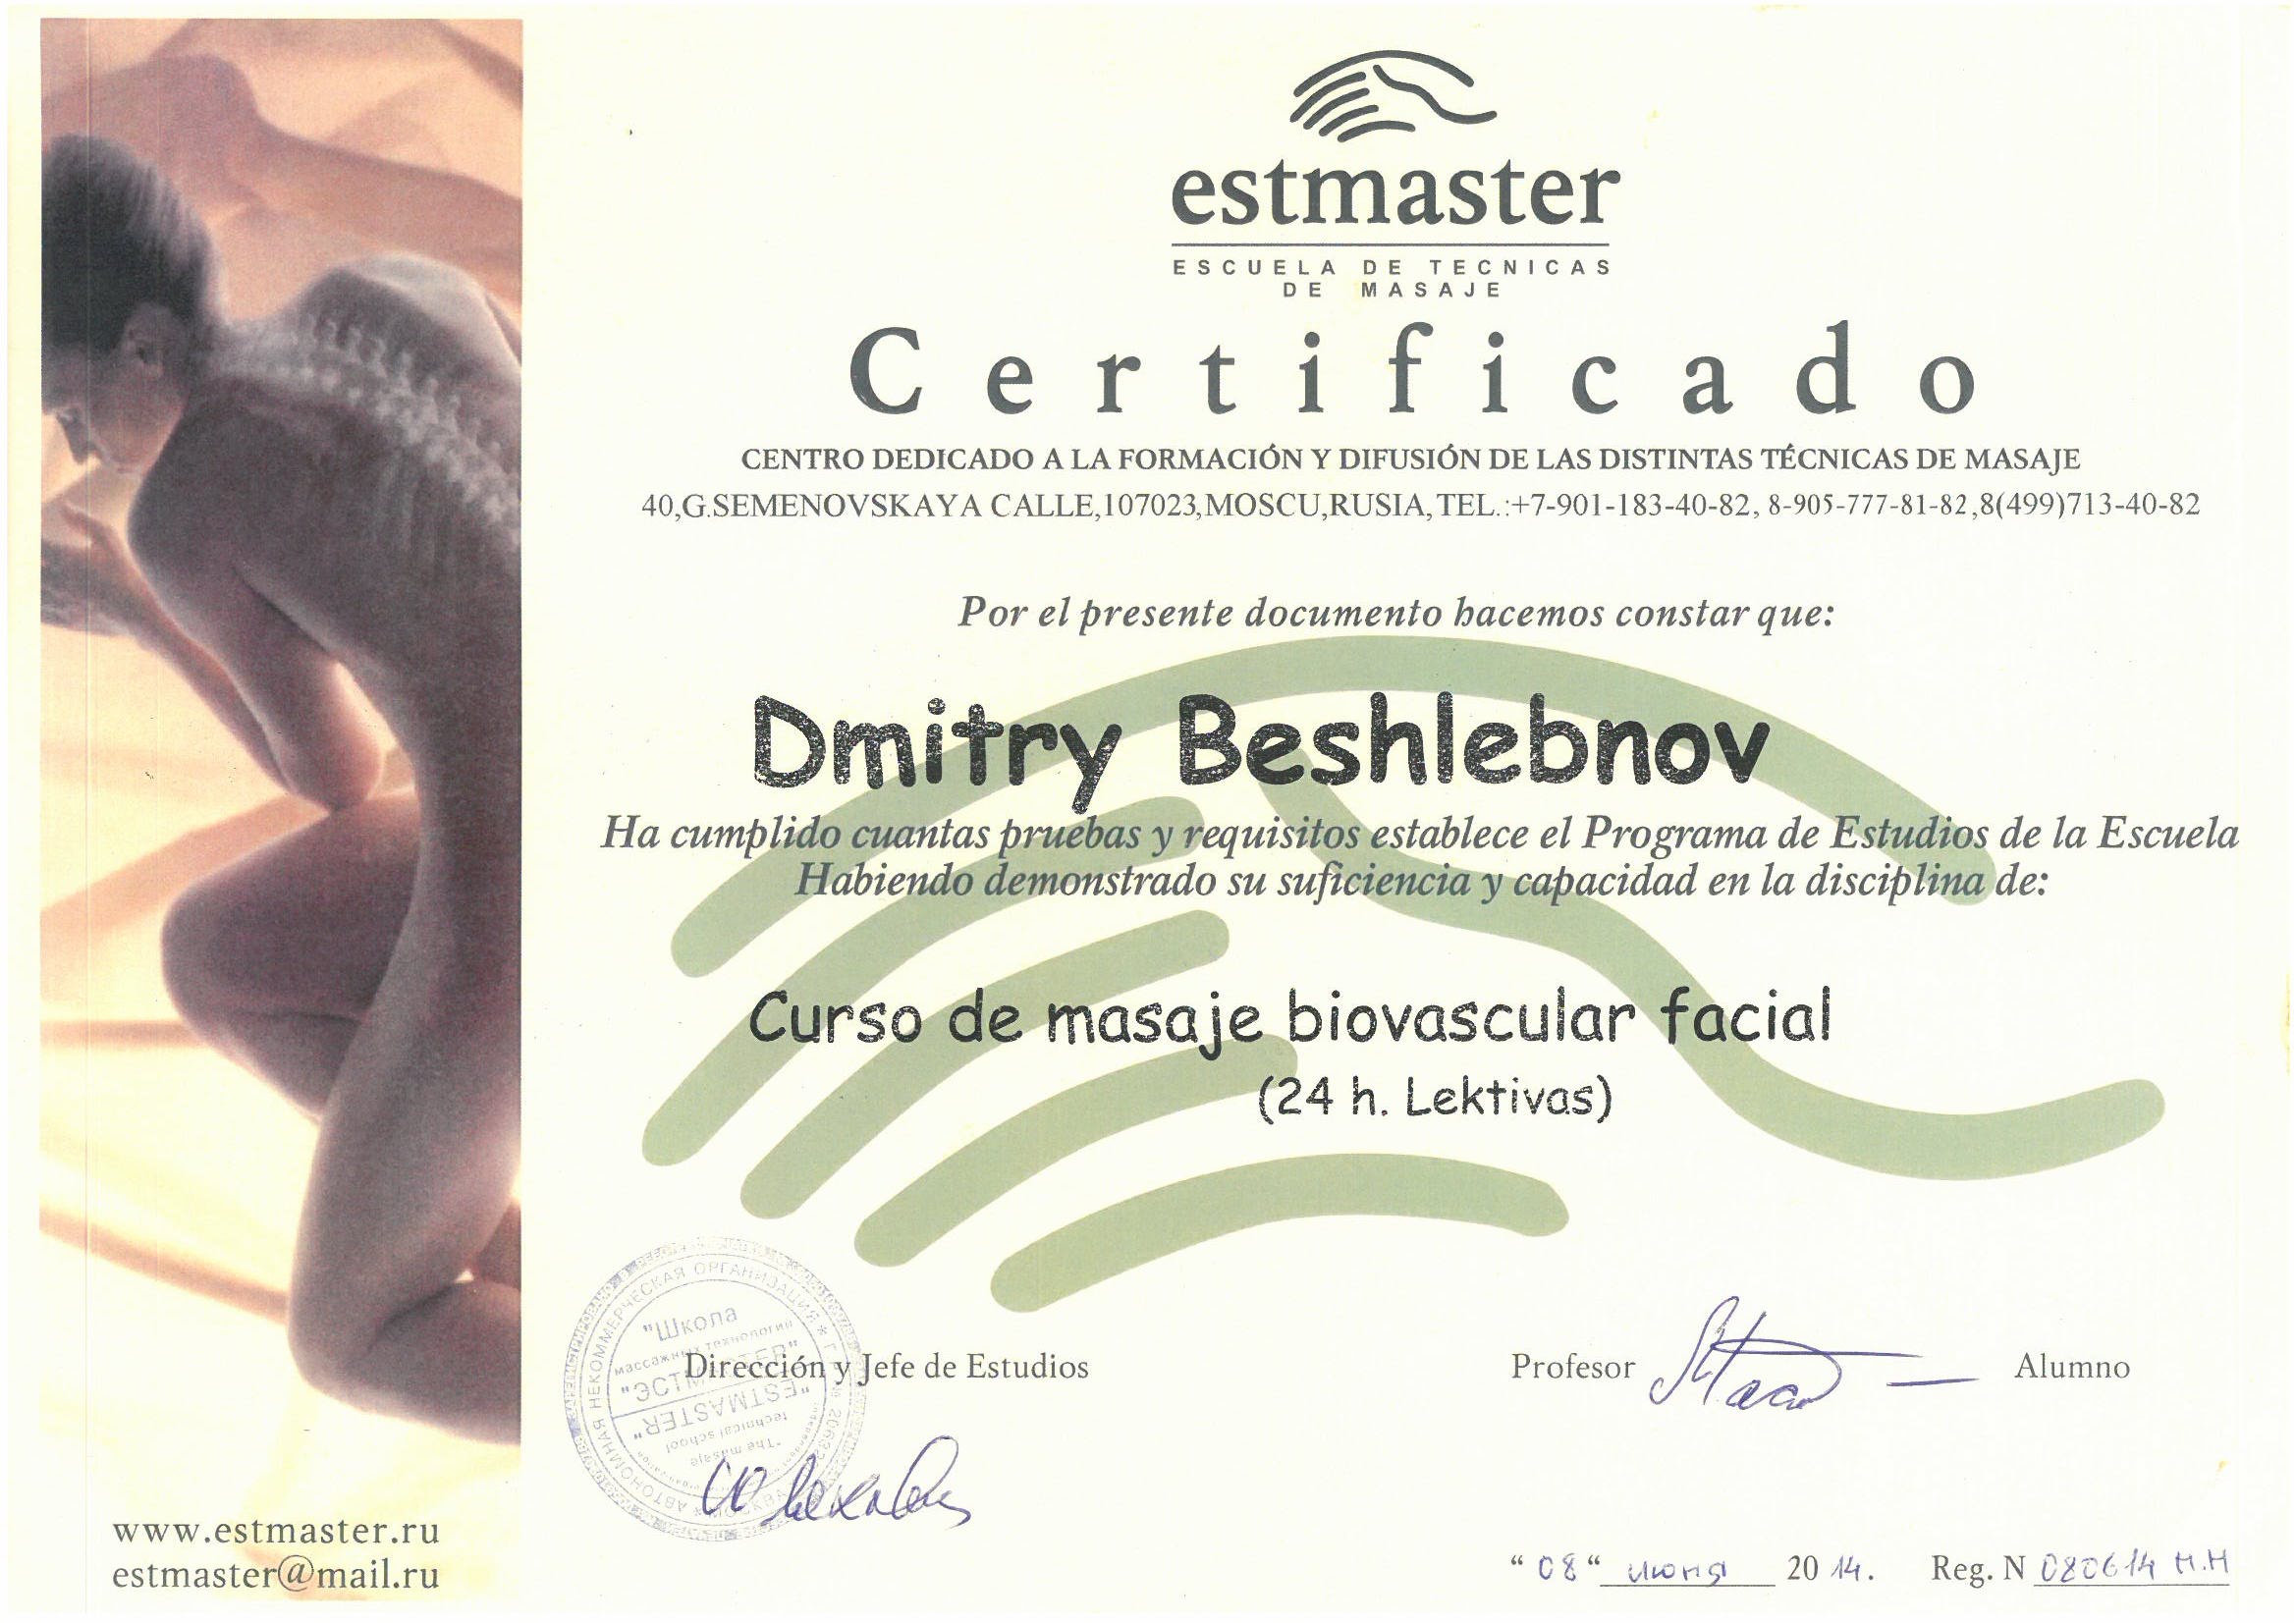 estmaster
ESCUELA DE TECNICAS
DE MASAJE
Certificado
CENTRO DEDICADO A LA FORMACIÓN Y DIFUSIÓN DE LAS DISTINTAS TÉCNICAS DE MASAJE
40,G.SEMENOVSKAYA CALLE,107023,MOSCU,RUSIA,TEL.:+7-901-183-40-82, 8-905-777-81-82,8(499)713-40-82
Por el presente documento hacemos constar que:
Dmitry Beshlebnov
Ha cumplido cuantas pruebas y requisitos establece el Programa de Estudios de la Escuela
Habiendo demonstrado su suficiencia y capacidad en la disciplina de:
Curso de masaje biovascular facial
(24 h. Lektivas)
АВТОНОМНАЯ НЕКОММЕРЧЕСКАЯ ОРГАНИЗАЦИЯ
"Школа
массажных технологий
"ЭСТМАСТЕР"
"ESTMASTER"
technical school
"The masaje
Dirección y Jefe de Estudios
Profesor
Alumno
www.estmaster.ru
estmaster@mail.ru
"08" июня 2014. Reg. N 080614 М.Н